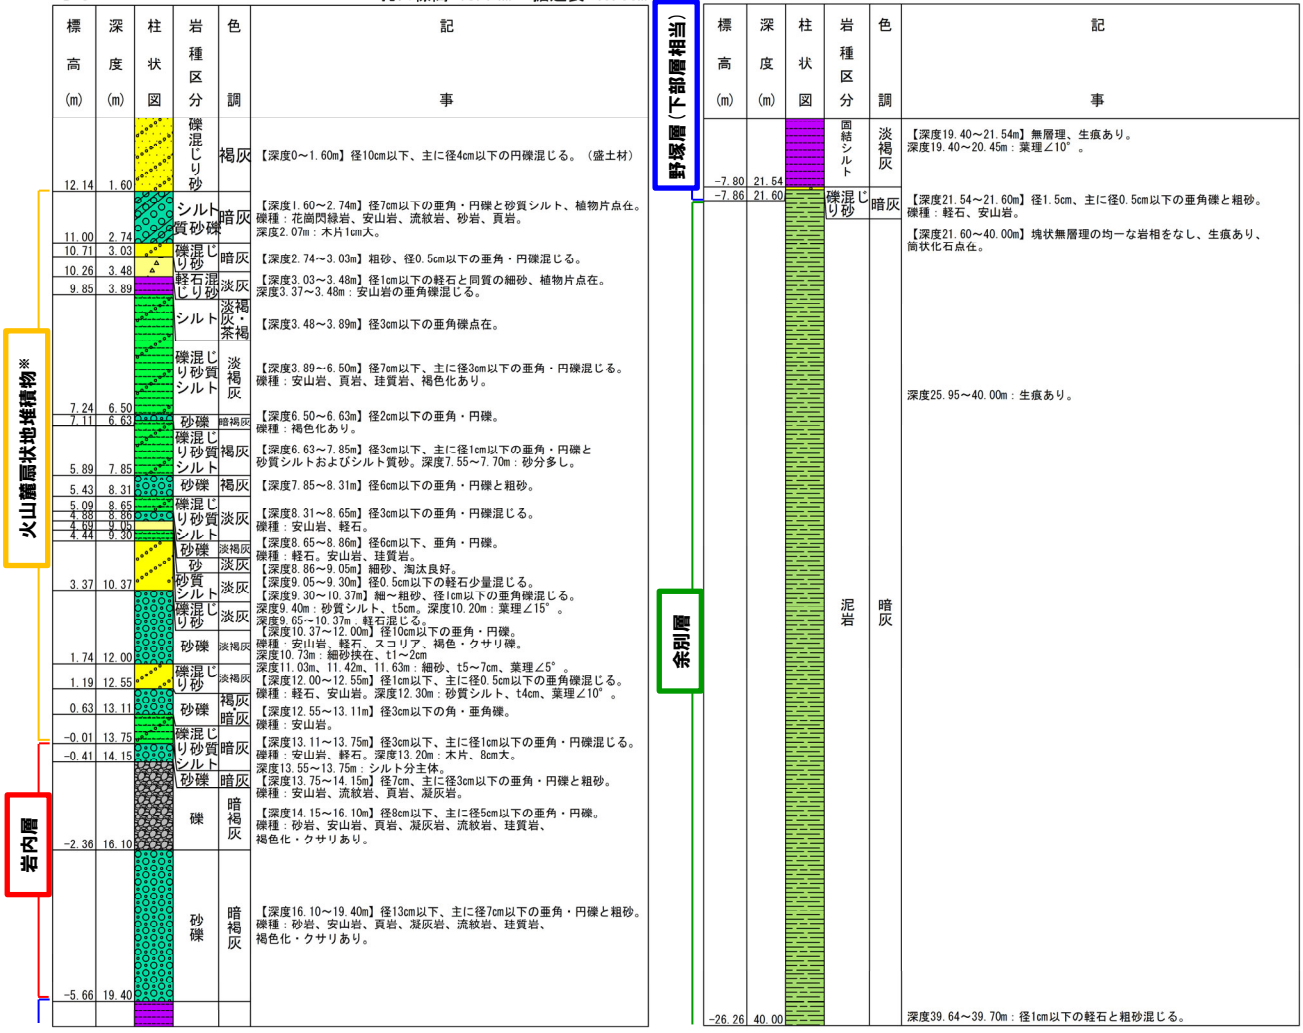 標高(m) 深度(m) 柱状図 岩種区分 色調 記事
礫混じり砂
褐灰
【深度0～1.60m】径10cm以下、主に径4cm以下の円礫混じる。（盛土材）
12.14 1.60
シルト質砂礫
暗灰
【深度1.60～2.74m】径7cm以下の亜角・円礫と砂質シルト、植物片点在。
礫種：花崗閃緑岩、安山岩、流紋岩、砂岩、頁岩。
深度2.07m：木片1cm大。
11.00 2.74
礫混じり砂
暗灰
【深度2.74～3.03m】粗砂、径0.5cm以下の亜角・円礫混じる。
10.71 3.03
軽石混じり砂
淡灰
【深度3.03～3.48m】径1cm以下の軽石と同質の細砂、植物片点在。
深度3.37～3.48m：安山岩の亜角礫混じる。
10.26 3.48
シルト
淡褐灰・茶褐
【深度3.48～3.89m】径3cm以下の亜角礫点在。
9.85 3.89
礫混じり砂質シルト
淡褐灰
【深度3.89～6.50m】径7cm以下、主に径3cm以下の亜角・円礫混じる。
礫種：安山岩、頁岩、珪質岩、褐色化あり。
7.24 6.50
砂礫
暗褐灰
【深度6.50～6.63m】径2cm以下の亜角・円礫。
礫種：褐色化あり。
7.11 6.63
礫混じり砂質シルト
褐灰
【深度6.63～7.85m】径3cm以下、主に径1cm以下の亜角・円礫と
砂質シルトおよびシルト質砂。深度7.55～7.70m：砂分多し。
5.89 7.85
砂礫
褐灰
【深度7.85～8.31m】径6cm以下の亜角・円礫と粗砂。
5.43 8.31
礫混じり砂質シルト
淡灰
【深度8.31～8.65m】径3cm以下の亜角・円礫混じる。
礫種：安山岩、軽石。
5.09 8.65
砂礫
淡褐灰
【深度8.65～8.86m】径6cm以下、亜角・円礫。
礫種：軽石。安山岩、珪質岩。
4.88 8.86
砂
淡灰
【深度8.86～9.05m】細砂、淘汰良好。
4.69 9.05
砂質シルト
淡灰
【深度9.05～9.30m】径0.5cm以下の軽石少量混じる。
4.44 9.30
礫混じり砂
淡灰
【深度9.30～10.37m】細～粗砂、径1cm以下の亜角礫混じる。
深度9.40m：砂質シルト、t5cm。深度10.20m：葉理∠15°。
深度9.65～10.37m：軽石混じる。
3.37 10.37
砂礫
淡褐灰
【深度10.37～12.00m】径10cm以下の亜角・円礫。
礫種：安山岩、軽石、スコリア、褐色・クサリ礫。
深度10.73m：細砂挟在、t1～2cm
深度11.03m、11.42m、11.63m：細砂、t5～7cm、葉理∠5°。
1.74 12.00
礫混じり砂
淡褐灰
【深度12.00～12.55m】径1cm以下、主に径0.5cm以下の亜角礫混じる。
礫種：軽石、安山岩。深度12.30m：砂質シルト、t4cm、葉理∠10°。
1.19 12.55
砂礫
褐灰・暗灰
【深度12.55～13.11m】径3cm以下の角・亜角礫。
礫種：安山岩。
0.63 13.11
礫混じり砂質シルト
暗灰
【深度13.11～13.75m】径3cm以下、主に径1cm以下の亜角・円礫混じる。
礫種：安山岩、軽石。深度13.20m：木片、8cm大。
深度13.55～13.75m：シルト分主体。
-0.01 13.75
砂礫
暗灰
【深度13.75～14.15m】径7cm、主に径3cm以下の亜角・円礫と粗砂。
礫種：安山岩、流紋岩、頁岩、凝灰岩。
-0.41 14.15
礫
暗褐灰
【深度14.15～16.10m】径8cm以下、主に径5cm以下の亜角・円礫。
礫種：砂岩、安山岩、頁岩、凝灰岩、流紋岩、珪質岩、
褐色化・クサリあり。
-2.36 16.10
砂礫
暗褐灰
【深度16.10～19.40m】径13cm以下、主に径7cm以下の亜角・円礫と粗砂。
礫種：砂岩、安山岩、頁岩、凝灰岩、流紋岩、珪質岩、
褐色化・クサリあり。
-5.66 19.40
火山麓扇状地堆積物※
岩内層
野塚層（下部層相当）
余別層
標高(m) 深度(m) 柱状図 岩種区分 色調 記事
固結シルト
淡褐灰
【深度19.40～21.54m】無層理、生痕あり。
深度19.40～20.45m：葉理∠10°。
-7.80 21.54
礫混じり砂
暗灰
【深度21.54～21.60m】径1.5cm、主に径0.5cm以下の亜角礫と粗砂。
礫種：軽石、安山岩。
-7.86 21.60
泥岩
暗灰
【深度21.60～40.00m】塊状無層理の均一な岩相をなし、生痕あり、
筒状化石点在。
深度25.95～40.00m：生痕あり。
深度39.64～39.70m：径1cm以下の軽石と粗砂混じる。
-26.26 40.00